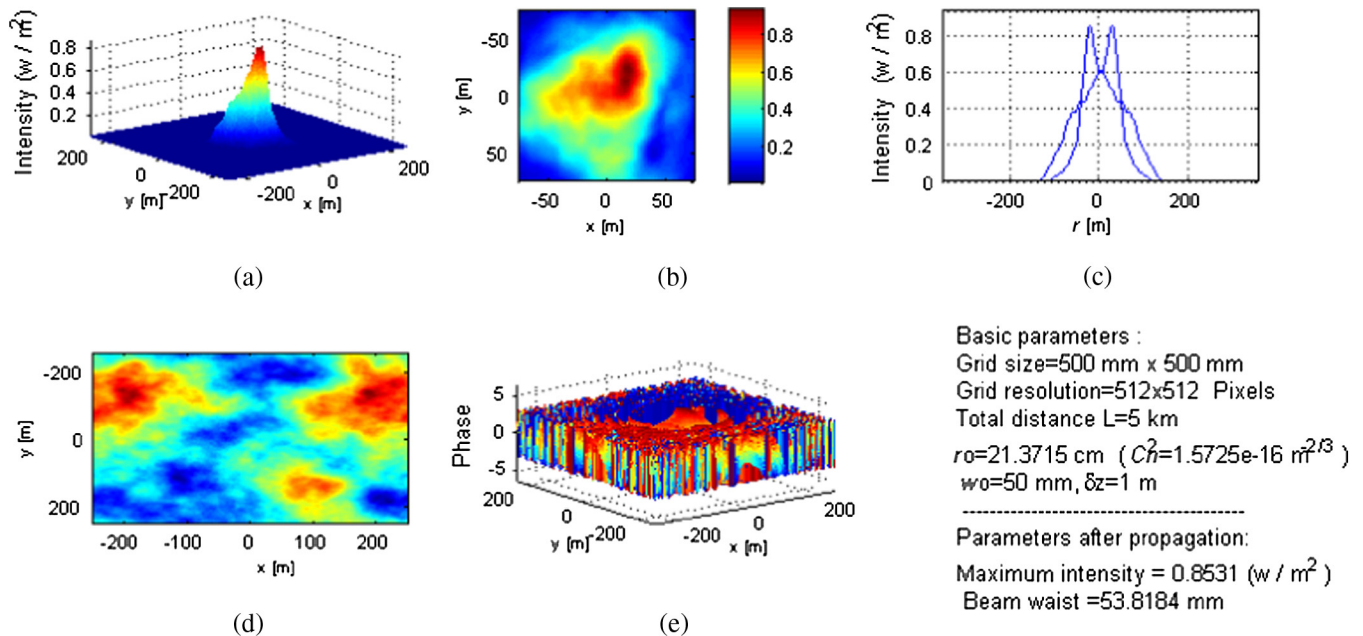 Intensity (w / m²)
0.8
0.6
0.4
0.2
200
0
-200
y [m]
-200
0
200
x [m]
(a)
-50
0
50
y [m]
-50 0 50
x [m]
0.8
0.6
0.4
0.2
(b)
Intensity (w / m²)
0.8
0.6
0.4
0.2
0
-200 0 200
r [m]
(c)
-200
0
200
y [m]
-200 -100 0 100 200
x [m]
(d)
Phase
5
0
-5
200
0
-200
y [m]
-200
0
200
x [m]
(e)
Basic parameters :
Grid size=500 mm x 500 mm
Grid resolution=512x512 Pixels
Total distance L=5 km
ro=21.3715 cm ( Cn²=1.5725e-16 m^-2/3 )
wo=50 mm, δz=1 m
----------------------------------------
Parameters after propagation:
Maximum intensity = 0.8531 (w / m² )
Beam waist =53.8184 mm